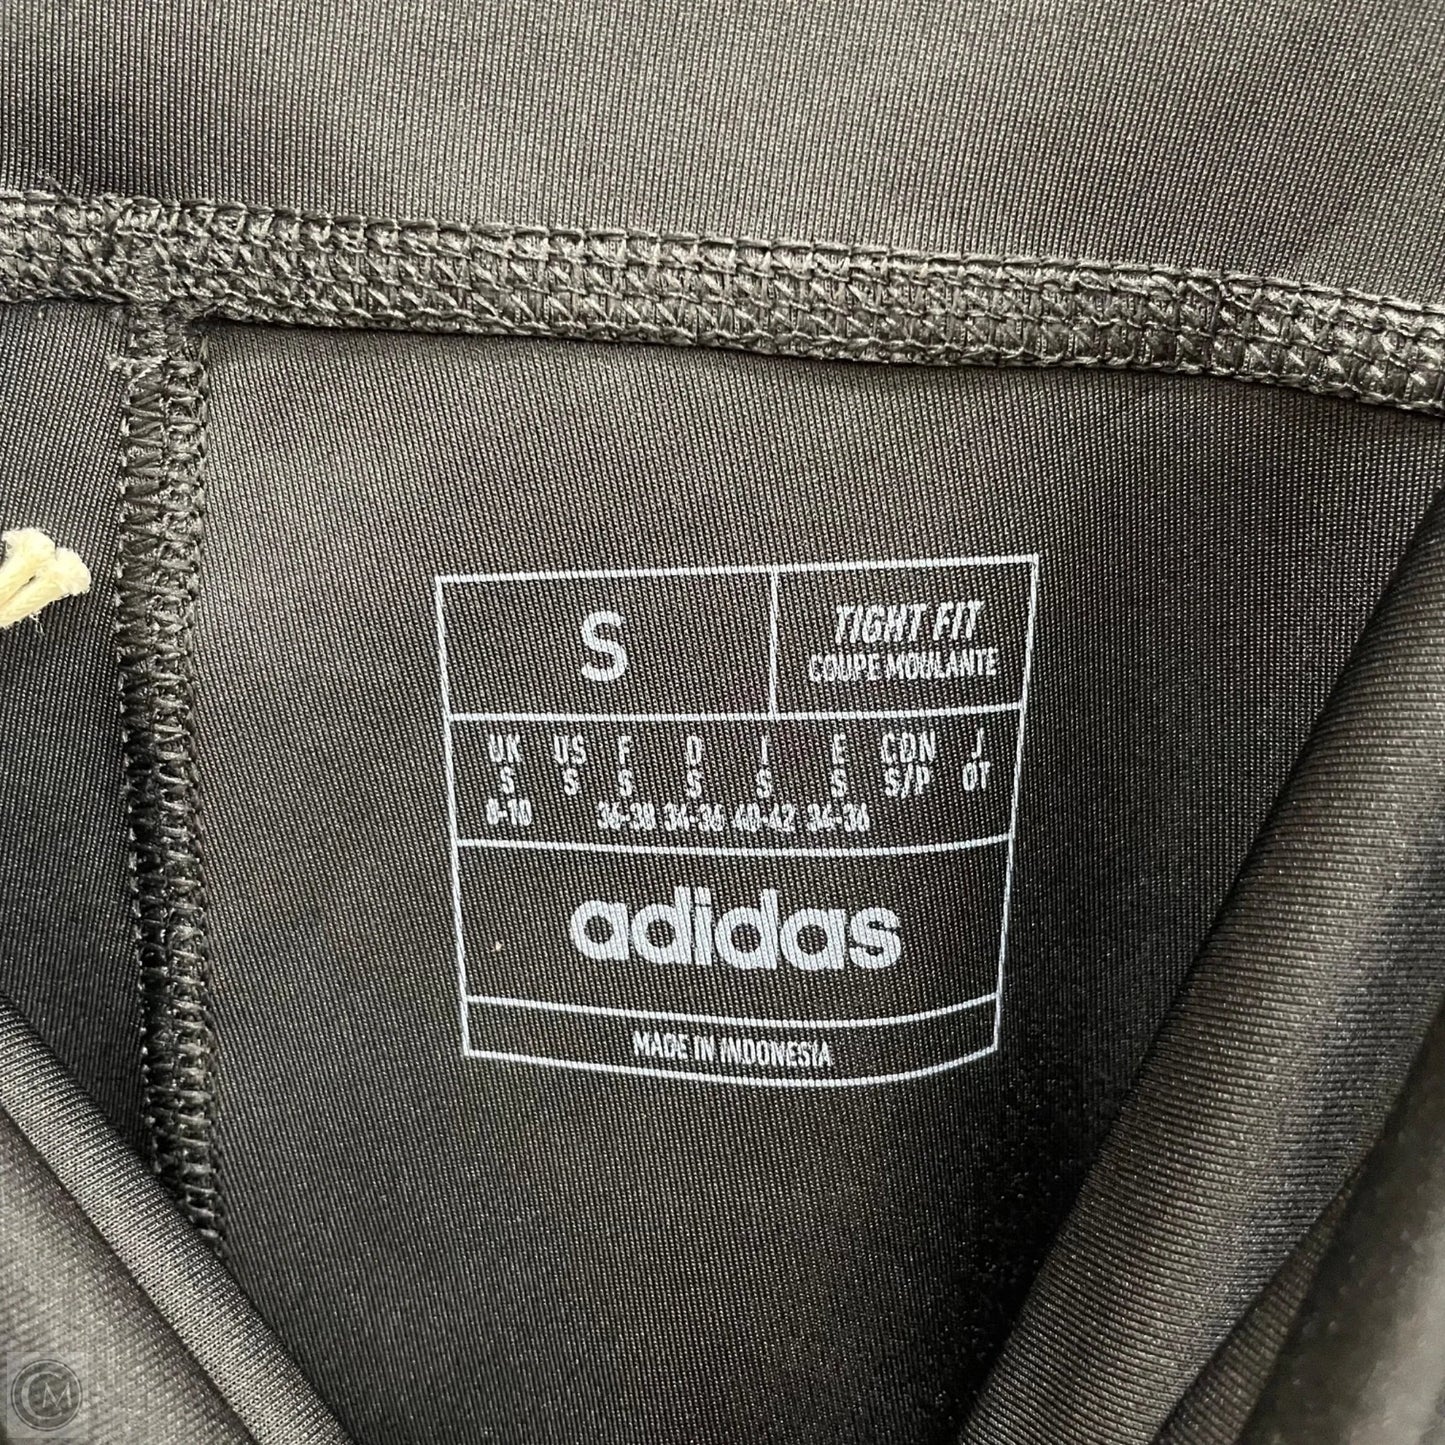 S
TIGHT FIT
COUPE MOULANTE
UK US F D I E CDN J
S S S S S S S/P OT
8-10 36-38 34-36 40-42 34-36
adidas
MADE IN INDONESIA
CM